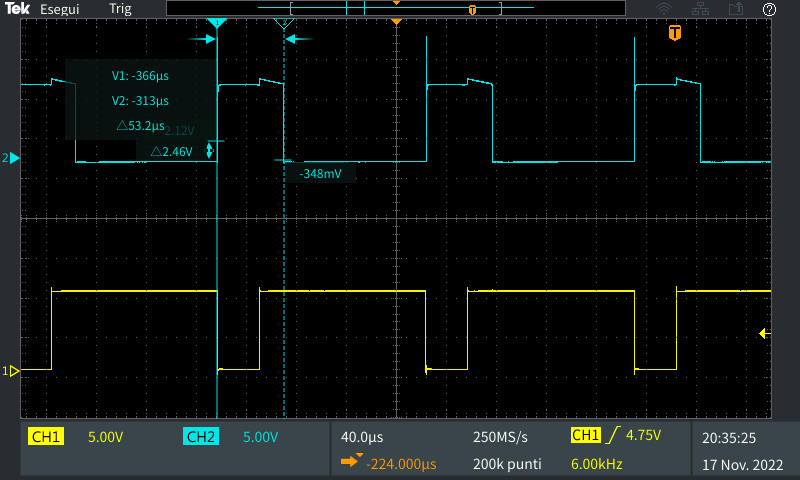 Tek Esegui Trig
T
?
1 2
T
V1: -366µs
V2: -313µs
△53.2µs
2.12V
△2.46V
2
-348mV
1
CH1 5.00V CH2 5.00V
40.0µs 250MS/s CH1 4.75V
-224.000µs 200k punti 6.00kHz
20:35:25
17 Nov. 2022